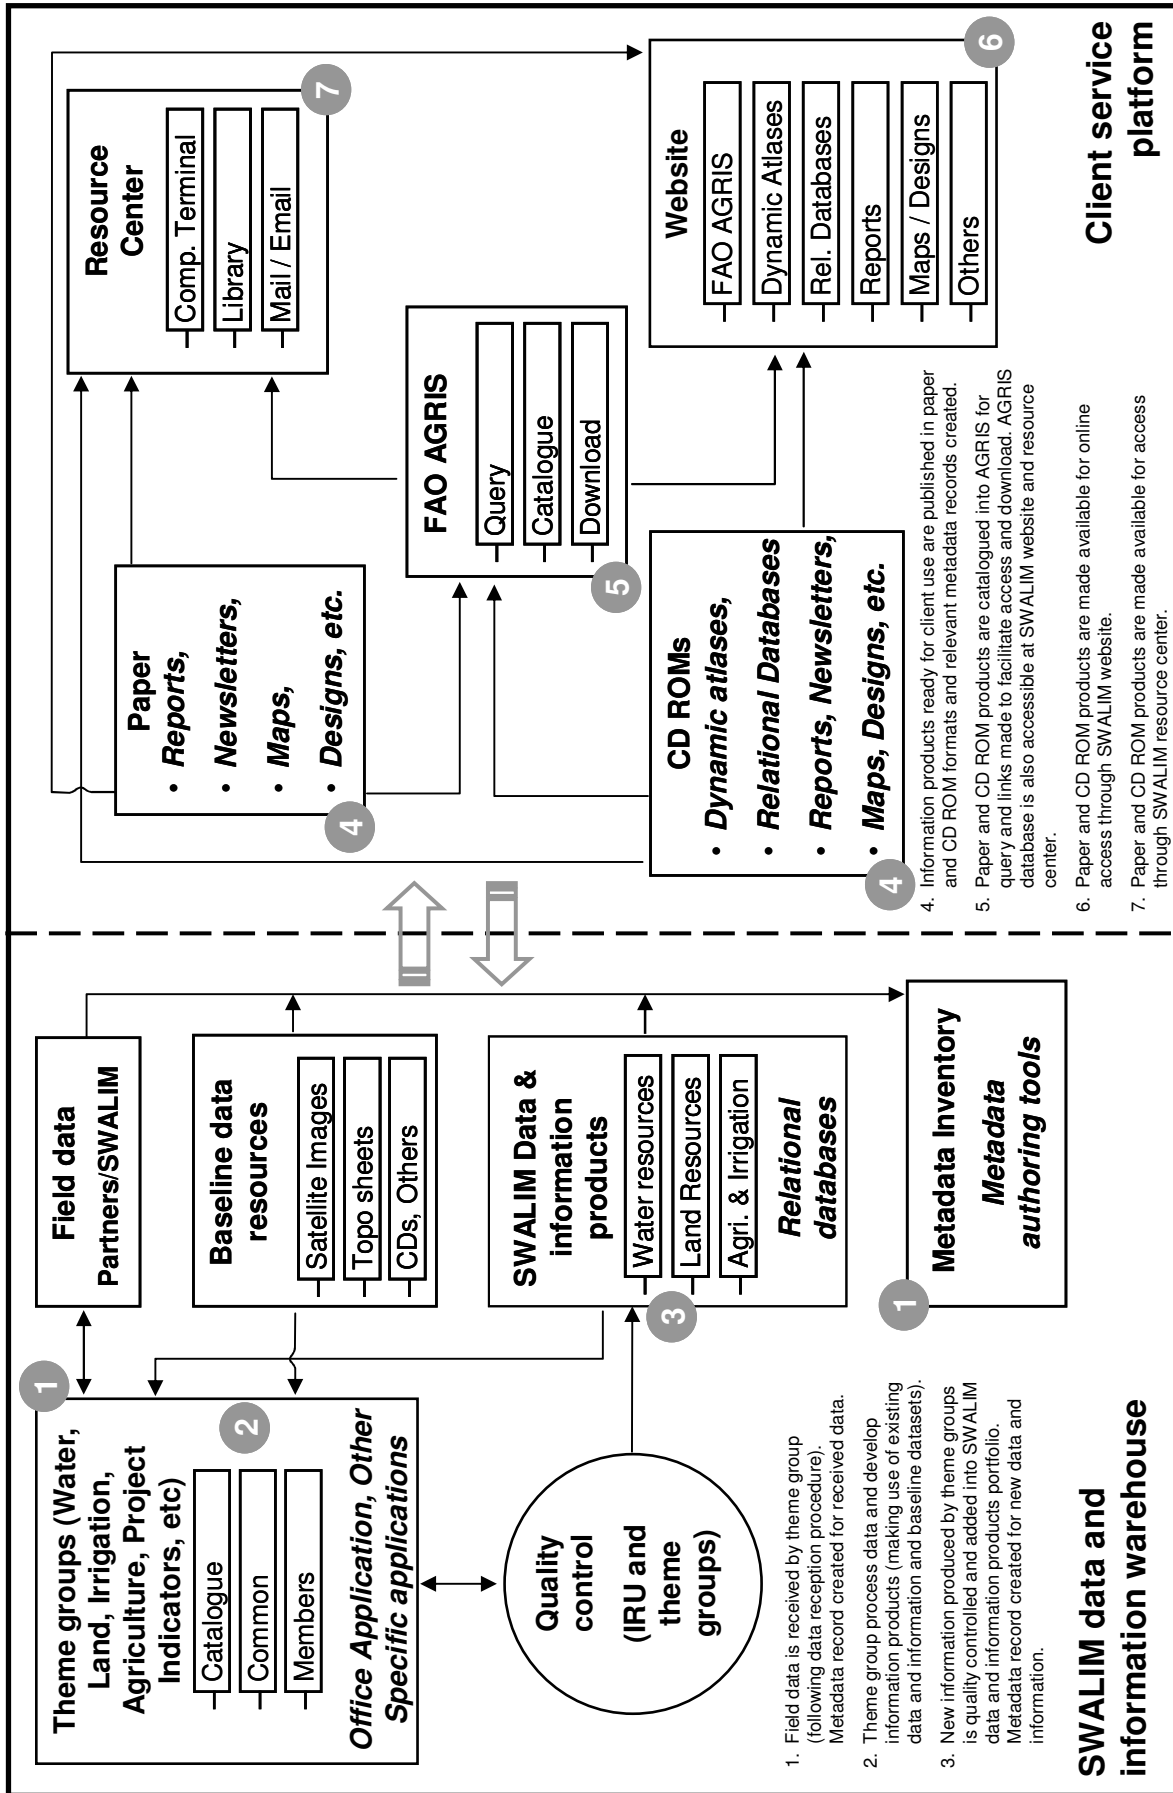 Theme groups (Water,
Land, Irrigation,
Agriculture, Project
Indicators, etc)
Catalogue
Common
Members
Office Application, Other
Specific applications
1
2
Field data
Partners/SWALIM
Baseline data
resources
Satellite Images
Topo sheets
CDs, Others
Quality
control
(IRU and
theme
groups)
SWALIM Data &
information
products
Water resources
Land Resources
Agri. & Irrigation
Relational
databases
3
Metadata Inventory
Metadata
authoring tools
1
1. Field data is received by theme group
(following data reception procedure).
Metadata record created for received data.
2. Theme group process data and develop
information products (making use of existing
data and information and baseline datasets).
3. New information produced by theme groups
is quality controlled and added into SWALIM
data and information products portfolio.
Metadata record created for new data and
information.
SWALIM data and
information warehouse
Paper
• Reports,
• Newsletters,
• Maps,
• Designs, etc.
4
Resource
Center
Comp. Terminal
Library
Mail / Email
7
FAO AGRIS
Query
Catalogue
Download
5
CD ROMs
• Dynamic atlases,
• Relational Databases
• Reports, Newsletters,
• Maps, Designs, etc.
4
Website
FAO AGRIS
Dynamic Atlases
Rel. Databases
Reports
Maps / Designs
Others
6
4. Information products ready for client use are published in paper
and CD ROM formats and relevant metadata records created.
5. Paper and CD ROM products are catalogued into AGRIS for
query and links made to facilitate access and download. AGRIS
database is also accessible at SWALIM website and resource
center.
6. Paper and CD ROM products are made available for online
access through SWALIM website.
7. Paper and CD ROM products are made available for access
through SWALIM resource center.
Client service
platform